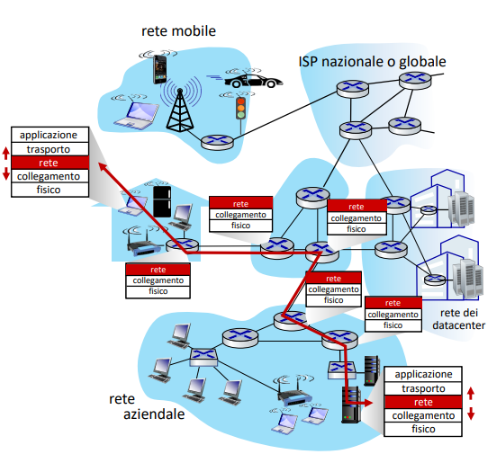 rete mobile
ISP nazionale o globale
applicazione
trasporto
rete
collegamento
fisico
rete
collegamento
fisico
rete
collegamento
fisico
rete
collegamento
fisico
rete
collegamento
fisico
rete
collegamento
fisico
rete dei
datacenter
rete
aziendale
applicazione
trasporto
rete
collegamento
fisico